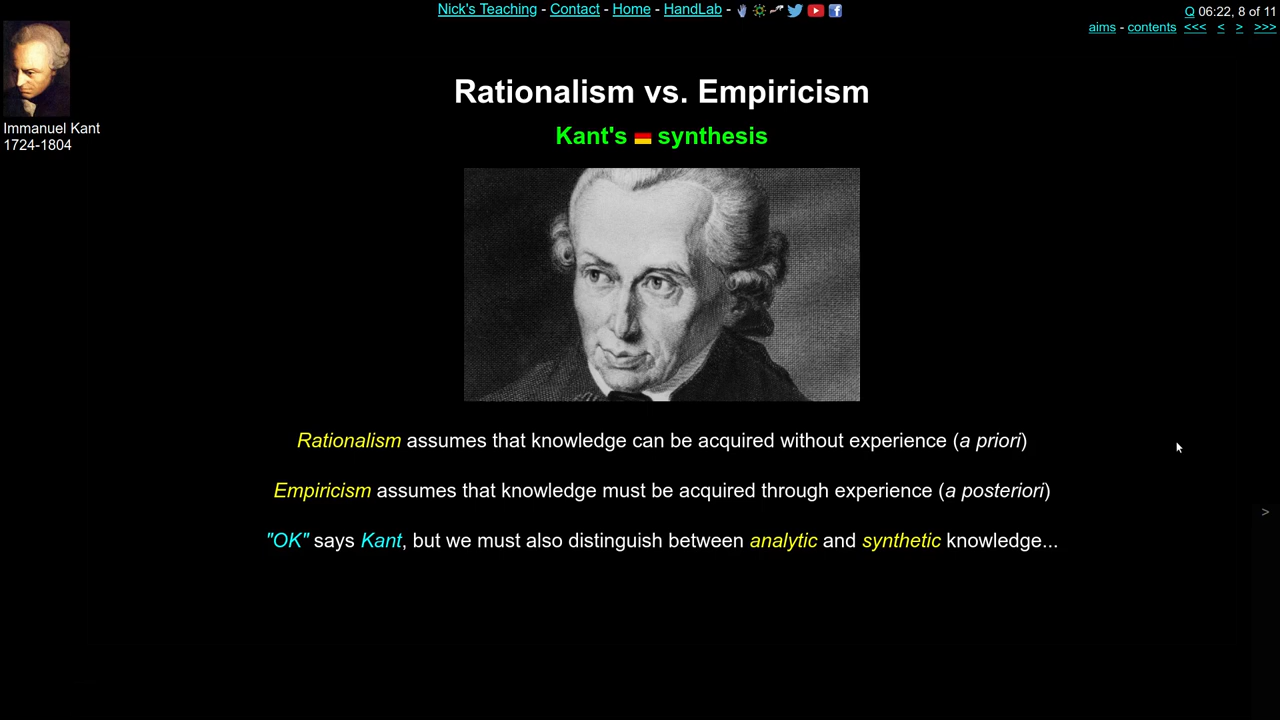 Nick's Teaching - Contact - Home - HandLab -
Q 06:22, 8 of 11
aims - contents <<< < > >>>
Immanuel Kant
1724-1804
Rationalism vs. Empiricism
Kant's synthesis
Rationalism assumes that knowledge can be acquired without experience (a priori)
Empiricism assumes that knowledge must be acquired through experience (a posteriori)
"OK" says Kant, but we must also distinguish between analytic and synthetic knowledge...
>